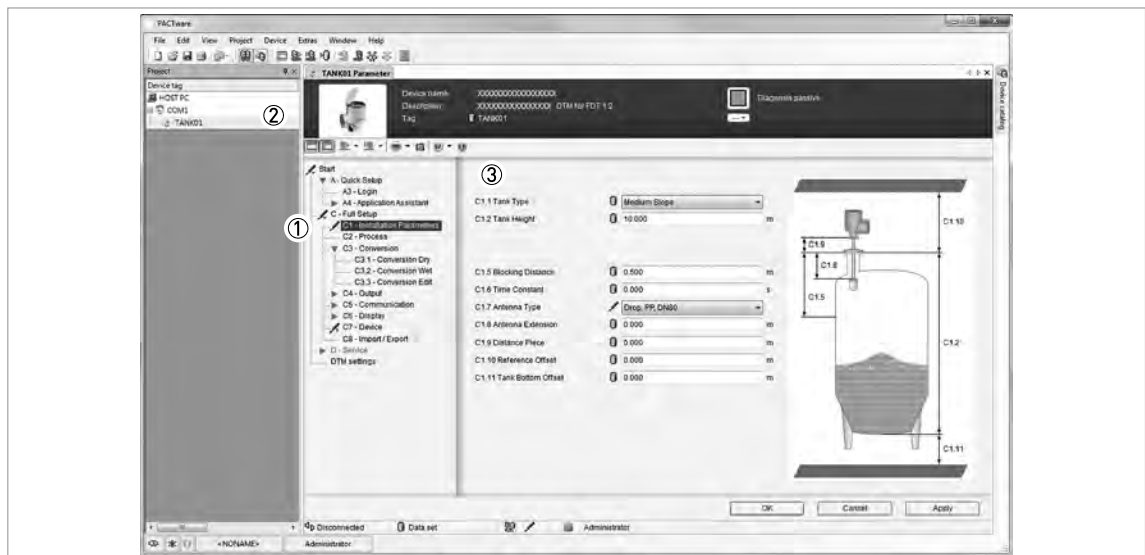 PACTware
File Edit View Project Device Extras Window Help
Project
TANK01 Parameter
Device tag
HOST PC
COM1
TANK01
②
Device name: XXXXXXXXXXXXXXXX
Description: XXXXXXXXXXXXXXX/ DTM for FDT 1.2
Tag TANK01
Diagnosis passive
Device catalog
Start
A - Quick Setup
A3 - Login
A4 - Application Assistant
C - Full Setup
①
C1 - Installation Parameters
C2 - Process
C3 - Conversion
C3.1 - Conversion Dry
C3.2 - Conversion Wet
C3.3 - Conversion Edit
C4 - Output
C5 - Communication
C6 - Display
C7 - Device
C8 - Import / Export
D - Service
DTM settings
③
C1.1 Tank Type Medium Slope
C1.2 Tank Height 10.000 m
C1.5 Blocking Distance 0.500 m
C1.6 Time Constant 0.000 s
C1.7 Antenna Type Drop, PP, DN80
C1.8 Antenna Extension 0.000 m
C1.9 Distance Piece 0.000 m
C1.10 Reference Offset 0.000 m
C1.11 Tank Bottom Offset 0.000 m
C1.10
C1.9
C1.8
C1.5
C1.2
C1.11
OK Cancel Apply
Disconnected Data set Administrator
<NONAME> Administrator